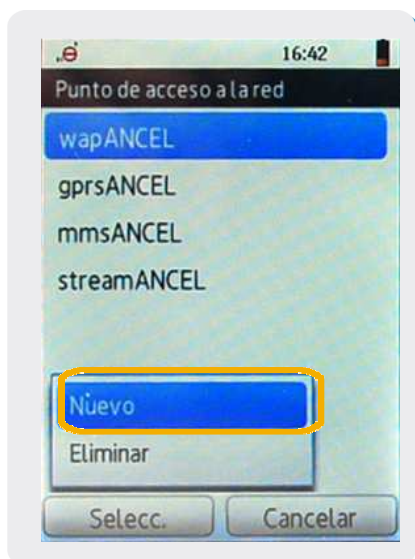 16:42
Punto de acceso a la red
wapANCEL
gprsANCEL
mmsANCEL
streamANCEL
Nuevo
Eliminar
Selecc. Cancelar